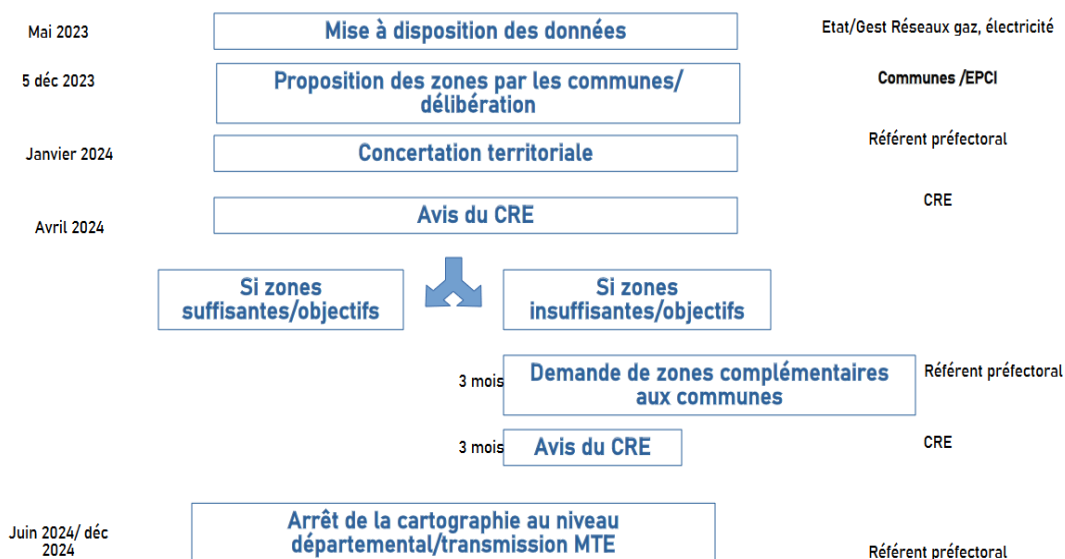 Mai 2023
Mise à disposition des données
Etat/Gest Réseaux gaz, électricité
5 déc 2023
Proposition des zones par les communes/
délibération
Communes /EPCI
Janvier 2024
Concertation territoriale
Référent préfectoral
Avril 2024
Avis du CRE
CRE
Si zones
suffisantes/objectifs
Si zones
insuffisantes/objectifs
3 mois
Demande de zones complémentaires
aux communes
Référent préfectoral
3 mois
Avis du CRE
CRE
Juin 2024/ déc
2024
Arrêt de la cartographie au niveau
départemental/transmission MTE
Référent préfectoral